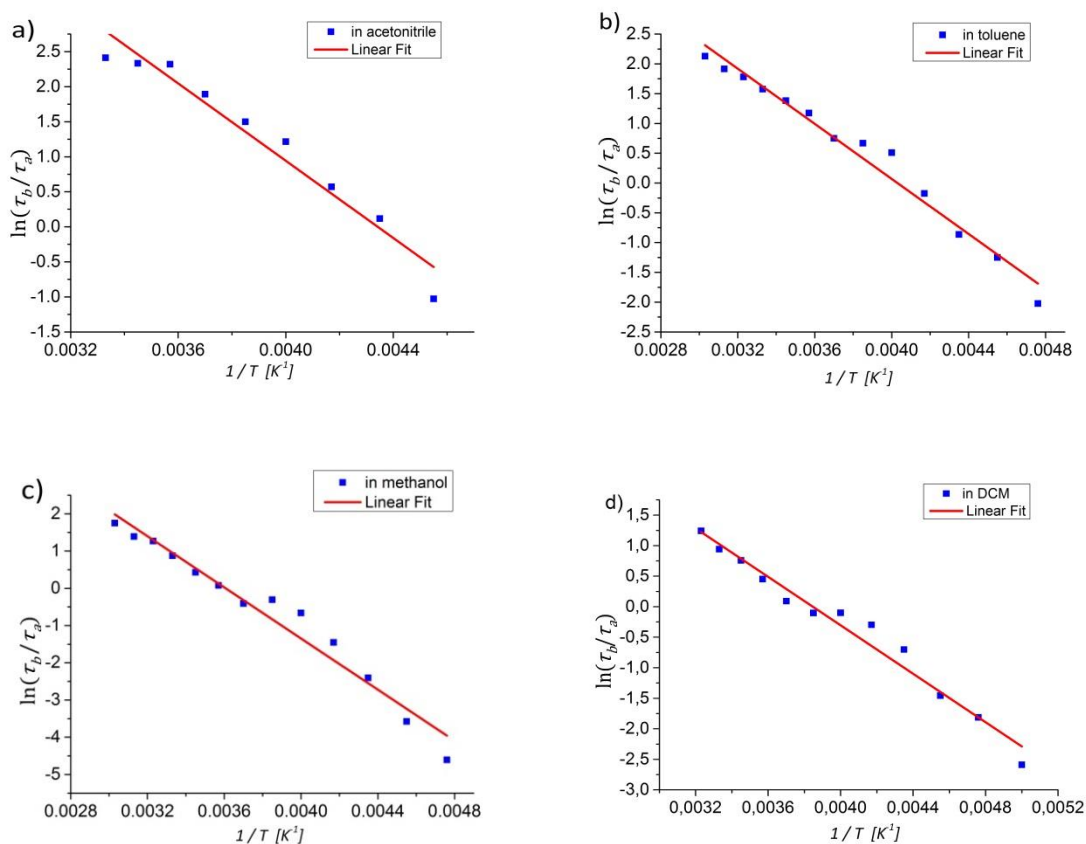 a)
in acetonitrile
Linear Fit
2.5
2.0
1.5
1.0
0.5
0.0
-0.5
-1.0
-1.5
ln(τb/τa)
0.0032 0.0036 0.0040 0.0044
1/T [K-1]
b)
in toluene
Linear Fit
2.5
2.0
1.5
1.0
0.5
0.0
-0.5
-1.0
-1.5
-2.0
-2.5
ln(τb/τa)
0.0028 0.0032 0.0036 0.0040 0.0044 0.0048
1/T [K-1]
c)
in methanol
Linear Fit
2
1
0
-1
-2
-3
-4
-5
ln(τb/τa)
0.0028 0.0032 0.0036 0.0040 0.0044 0.0048
1/T [K-1]
d)
in DCM
Linear Fit
1,5
1,0
0,5
0,0
-0,5
-1,0
-1,5
-2,0
-2,5
-3,0
ln(τb/τa)
0,0032 0,0036 0,0040 0,0044 0,0048 0,0052
1/T [K-1]